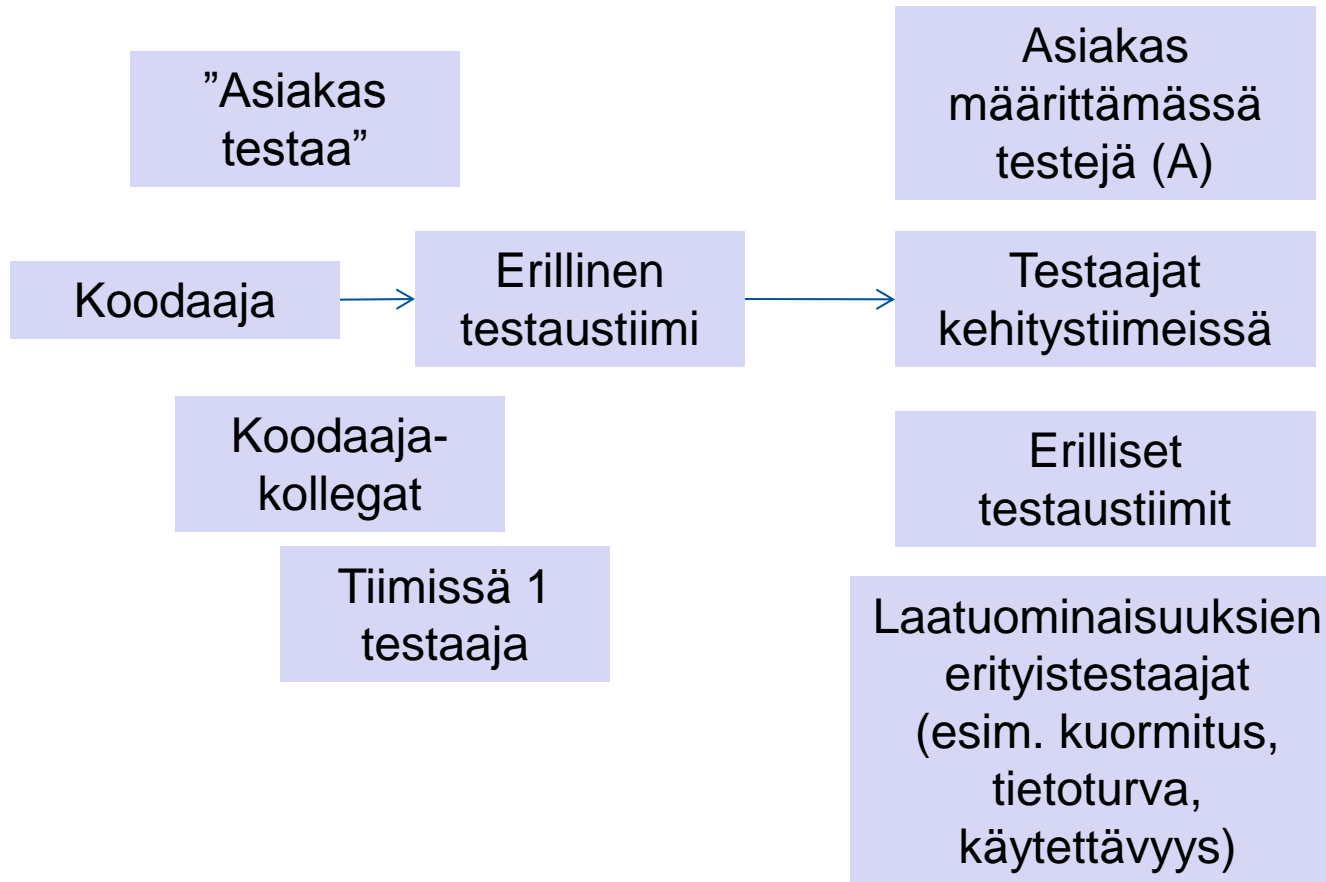 ”Asiakas
testaa”
Asiakas
määrittämässä
testejä (A)
Koodaaja
Erillinen
testaustiimi
Testaajat
kehitystiimeissä
Koodaaja-
kollegat
Erilliset
testaustiimit
Tiimissä 1
testaaja
Laatuominaisuuksien
erityistestaajat
(esim. kuormitus,
tietoturva,
käytettävyys)